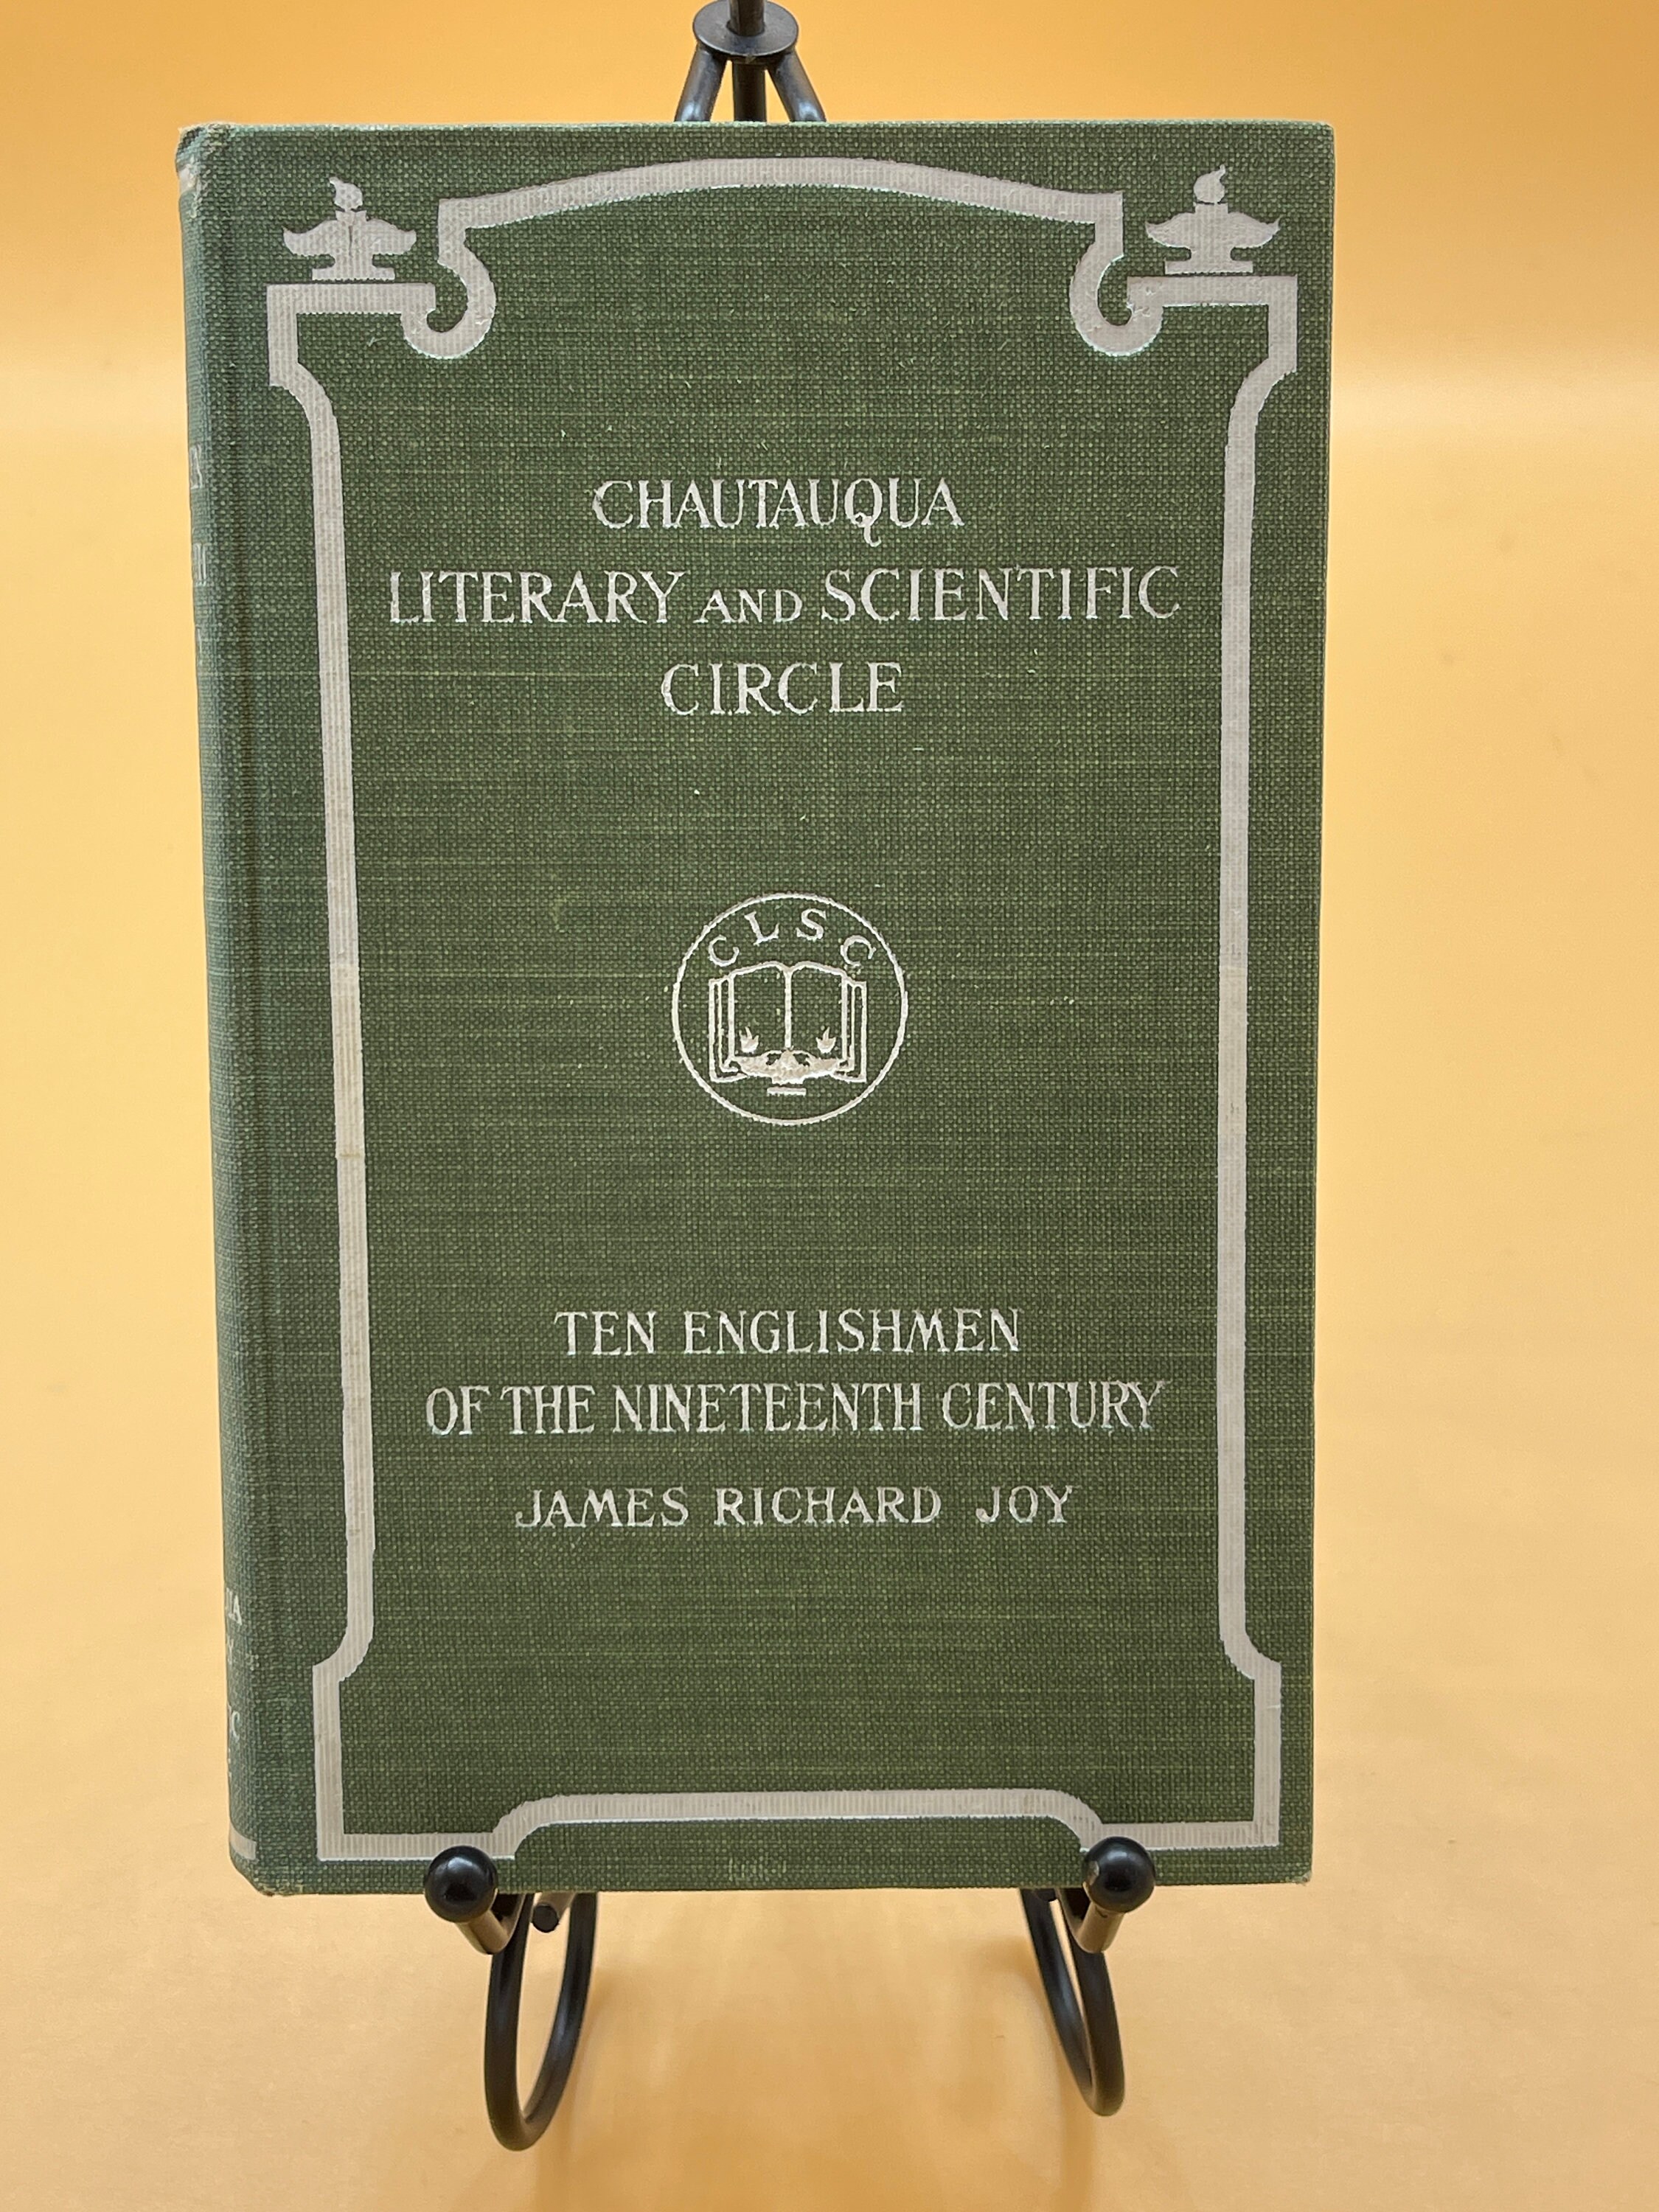 CHAUTAUQUA
LITERARY AND SCIENTIFIC
CIRCLE
CLSC
TEN ENGLISHMEN
OF THE NINETEENTH CENTURY
JAMES RICHARD JOY